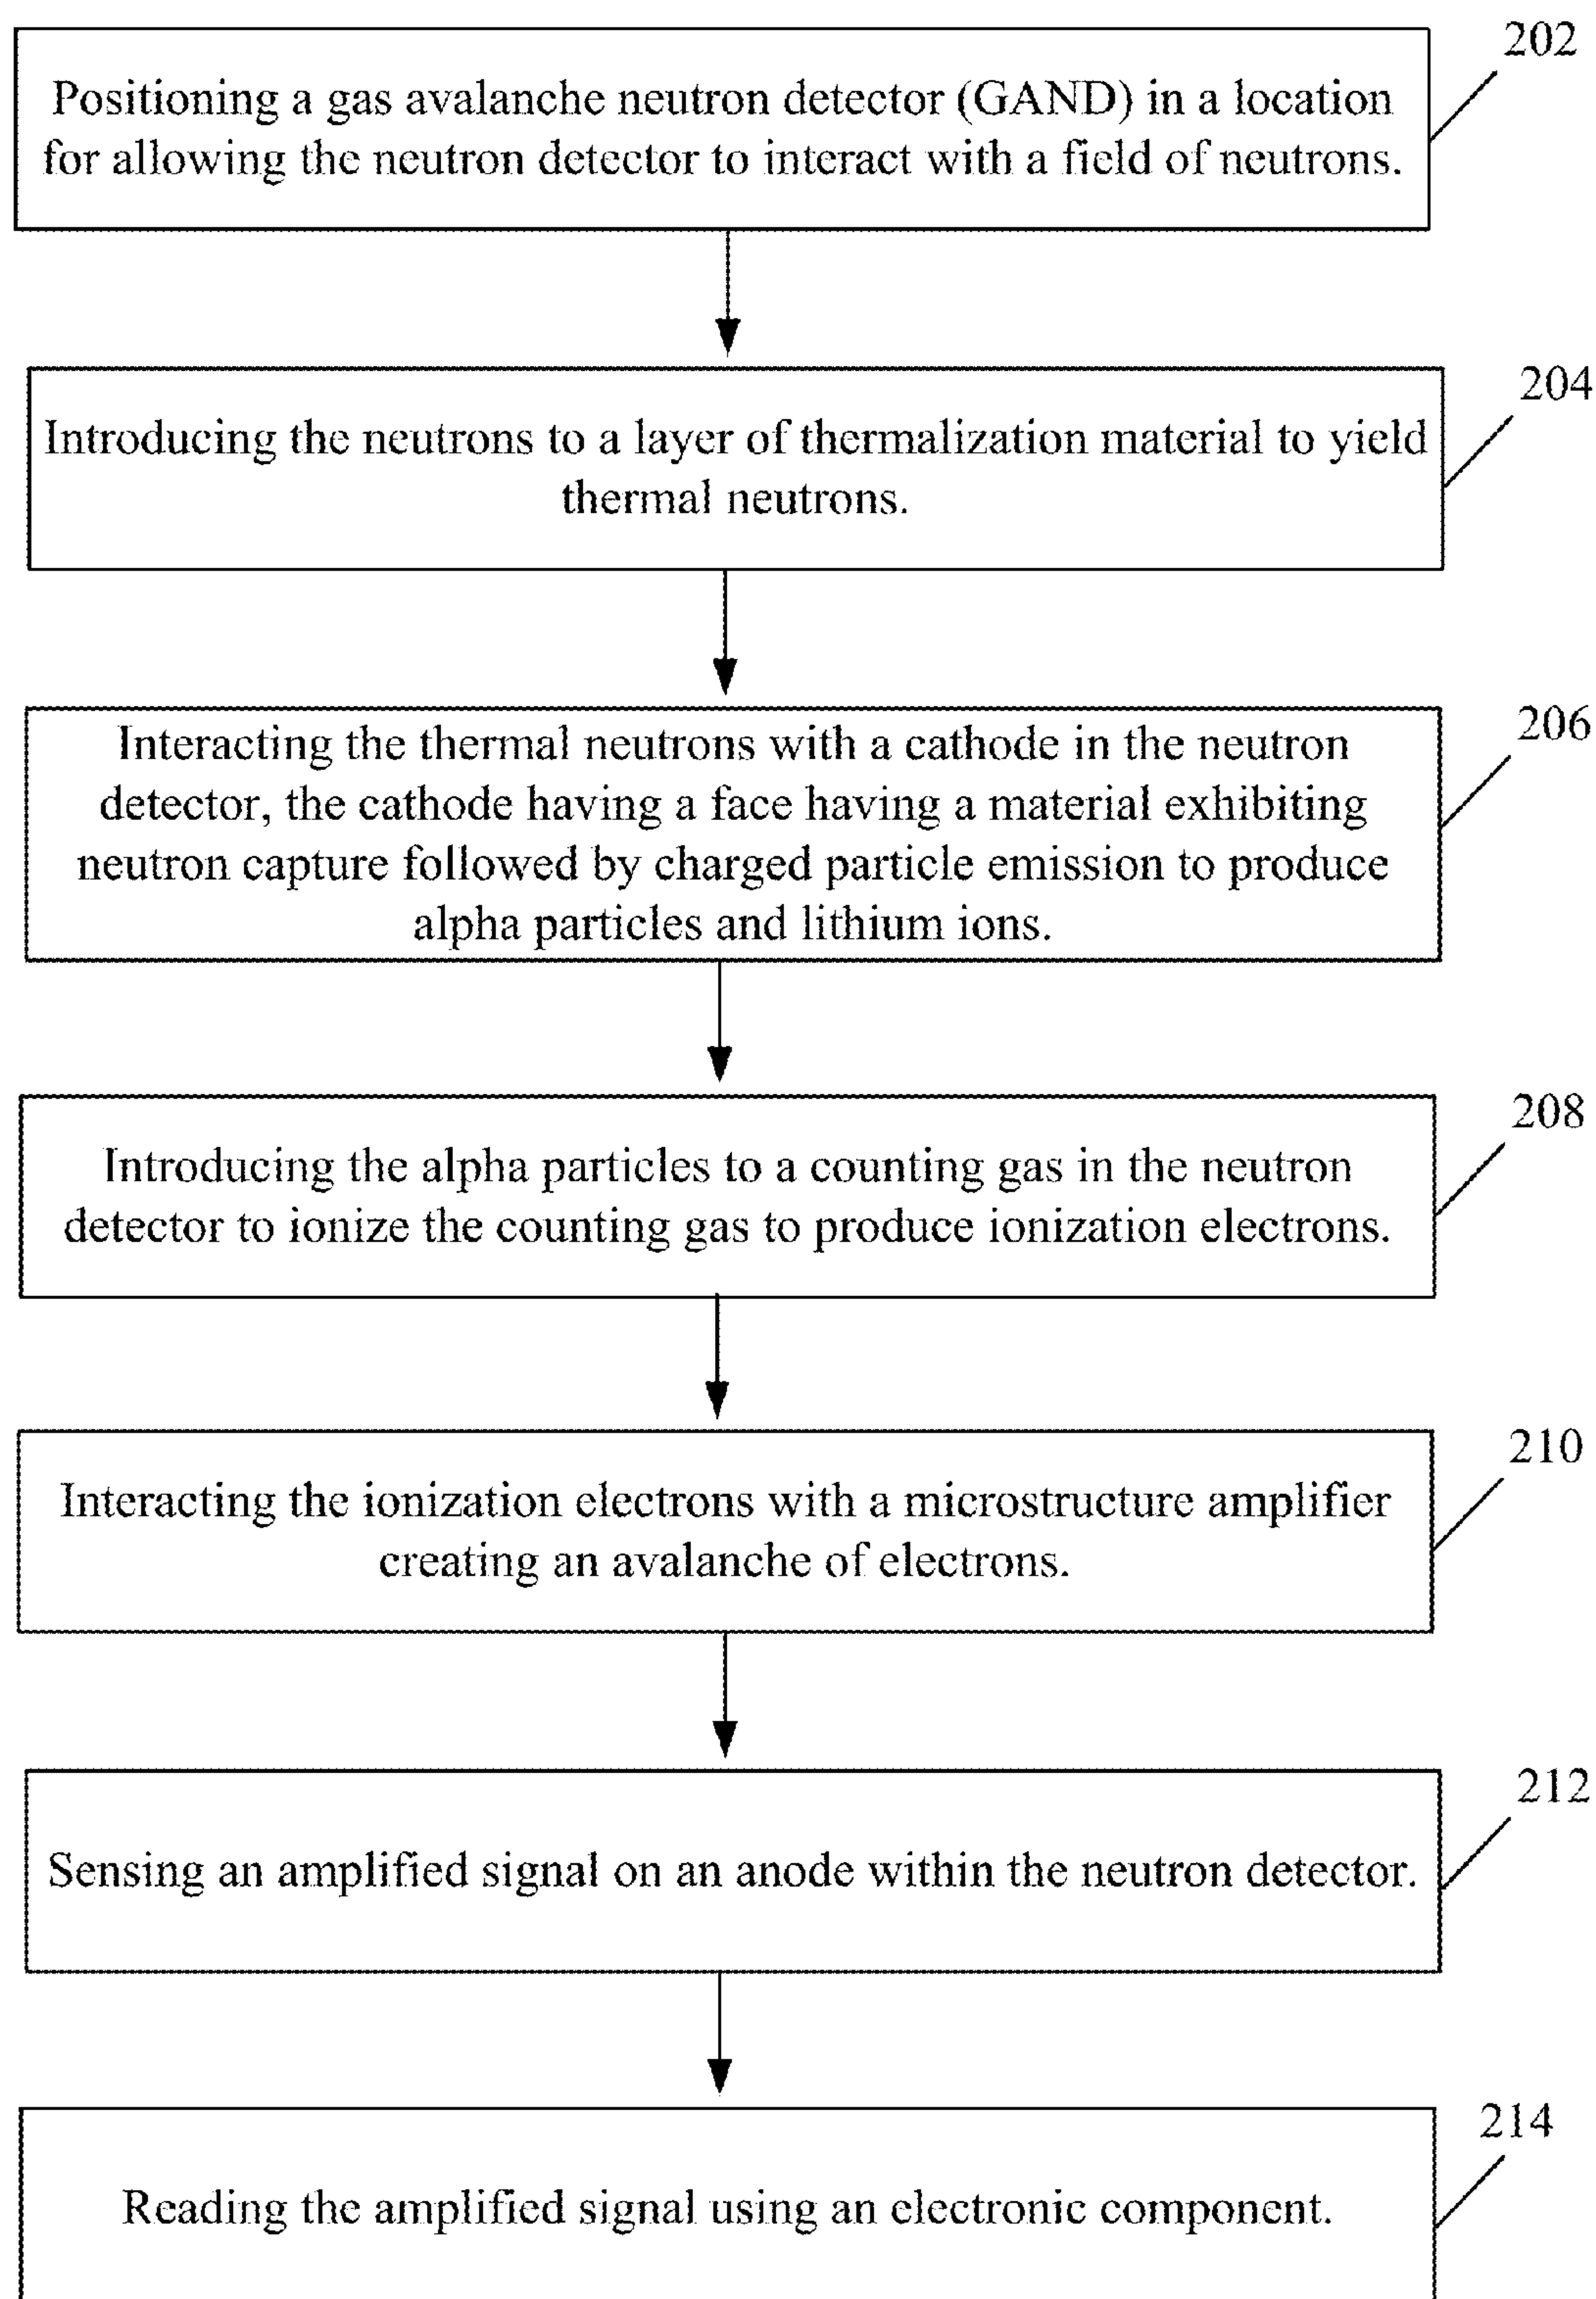 202
Positioning a gas avalanche neutron detector (GAND) in a location
for allowing the neutron detector to interact with a field of neutrons.
204
Introducing the neutrons to a layer of thermalization material to yield
thermal neutrons.
206
Interacting the thermal neutrons with a cathode in the neutron
detector, the cathode having a face having a material exhibiting
neutron capture followed by charged particle emission to produce
alpha particles and lithium ions.
208
Introducing the alpha particles to a counting gas in the neutron
detector to ionize the counting gas to produce ionization electrons.
210
Interacting the ionization electrons with a microstructure amplifier
creating an avalanche of electrons.
212
Sensing an amplified signal on an anode within the neutron detector.
214
Reading the amplified signal using an electronic component.